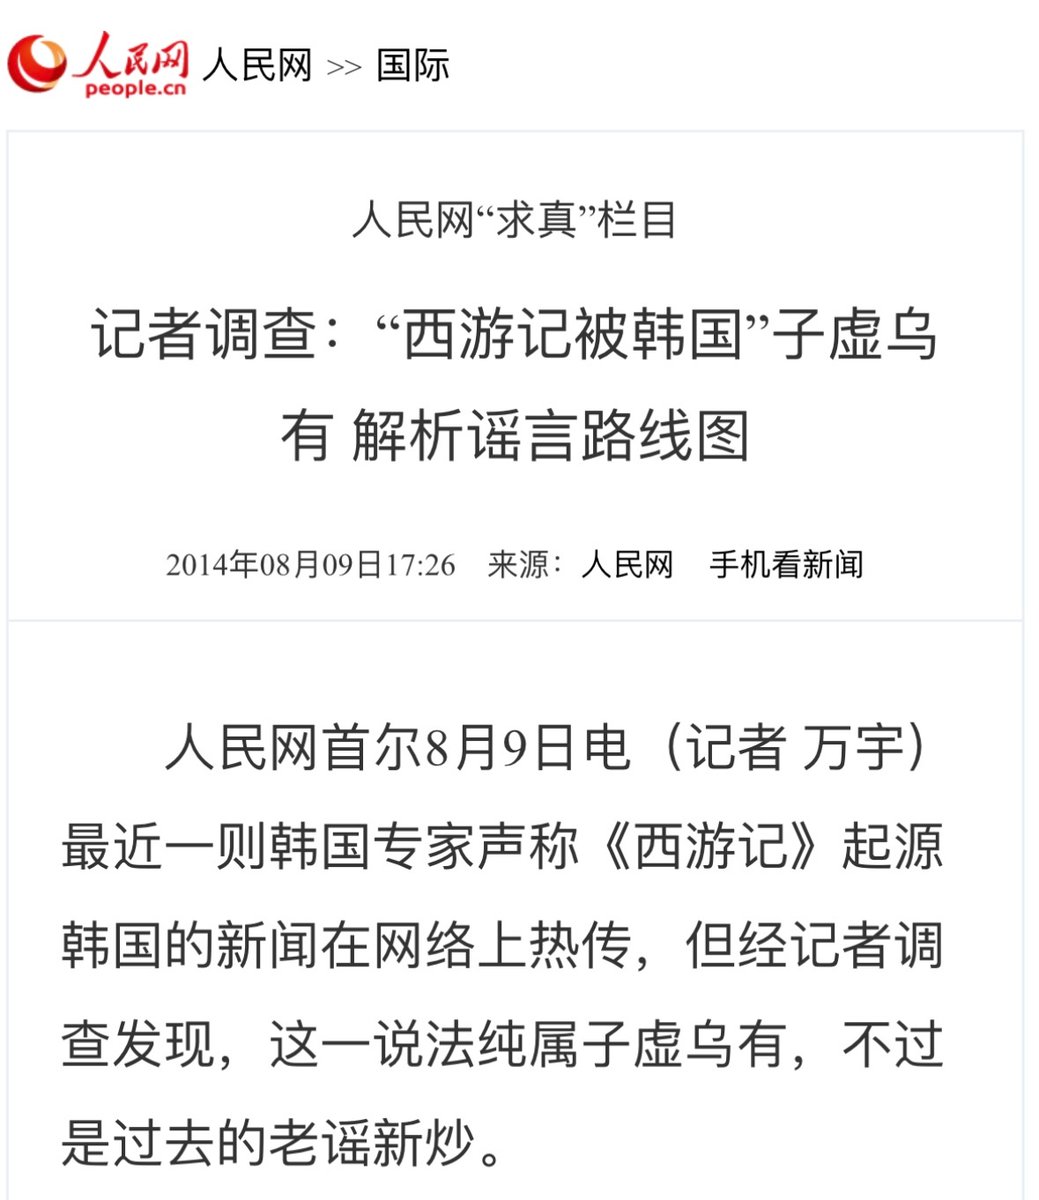 人民网 人民网 >> 国际
people.cn
人民网“求真”栏目
记者调查：“西游记被韩国”子虚乌
有 解析谣言路线图
2014年08月09日17:26 来源：人民网 手机看新闻
人民网首尔8月9日电（记者 万宇）
最近一则韩国专家声称《西游记》起源
韩国的新闻在网络上热传，但经记者调
查发现，这一说法纯属子虚乌有，不过
是过去的老谣新炒。